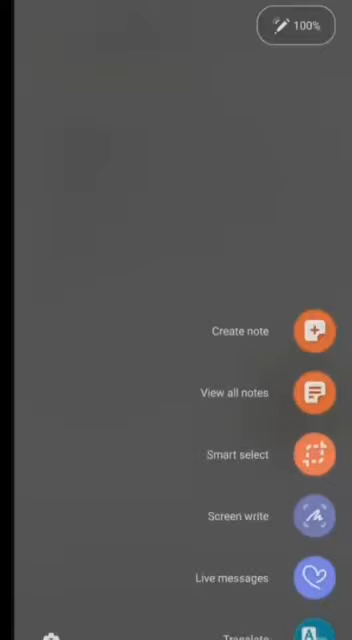 100%
Create note
View all notes
Smart select
Screen write
Live messages
Translate